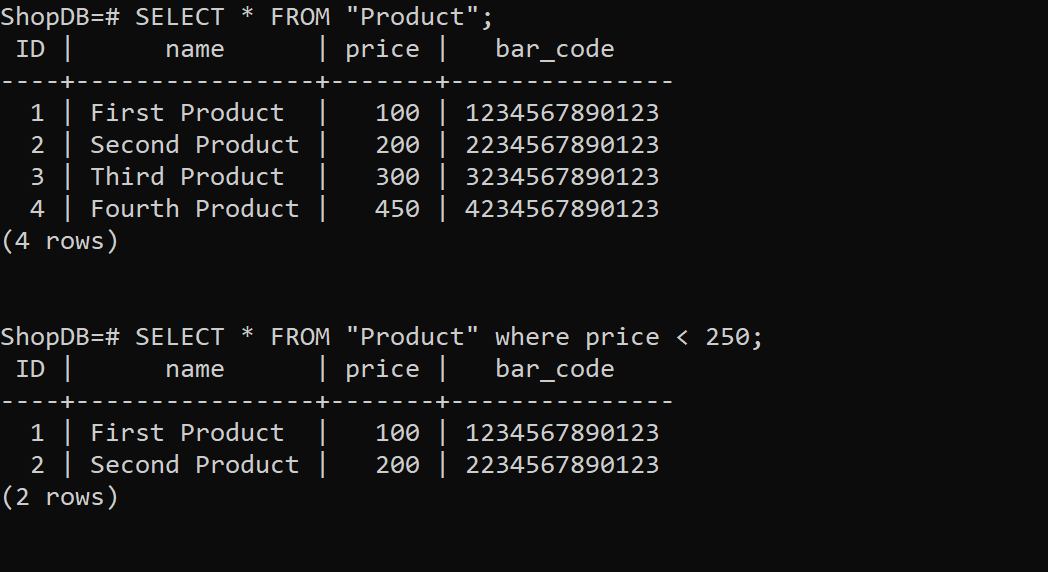 ShopDB=# SELECT * FROM "Product";
 ID |      name      | price |   bar_code
----+----------------+-------+---------------
  1 | First Product  |   100 | 1234567890123
  2 | Second Product |   200 | 2234567890123
  3 | Third Product  |   300 | 3234567890123
  4 | Fourth Product |   450 | 4234567890123
(4 rows)
ShopDB=# SELECT * FROM "Product" where price < 250;
 ID |      name      | price |   bar_code
----+----------------+-------+---------------
  1 | First Product  |   100 | 1234567890123
  2 | Second Product |   200 | 2234567890123
(2 rows)